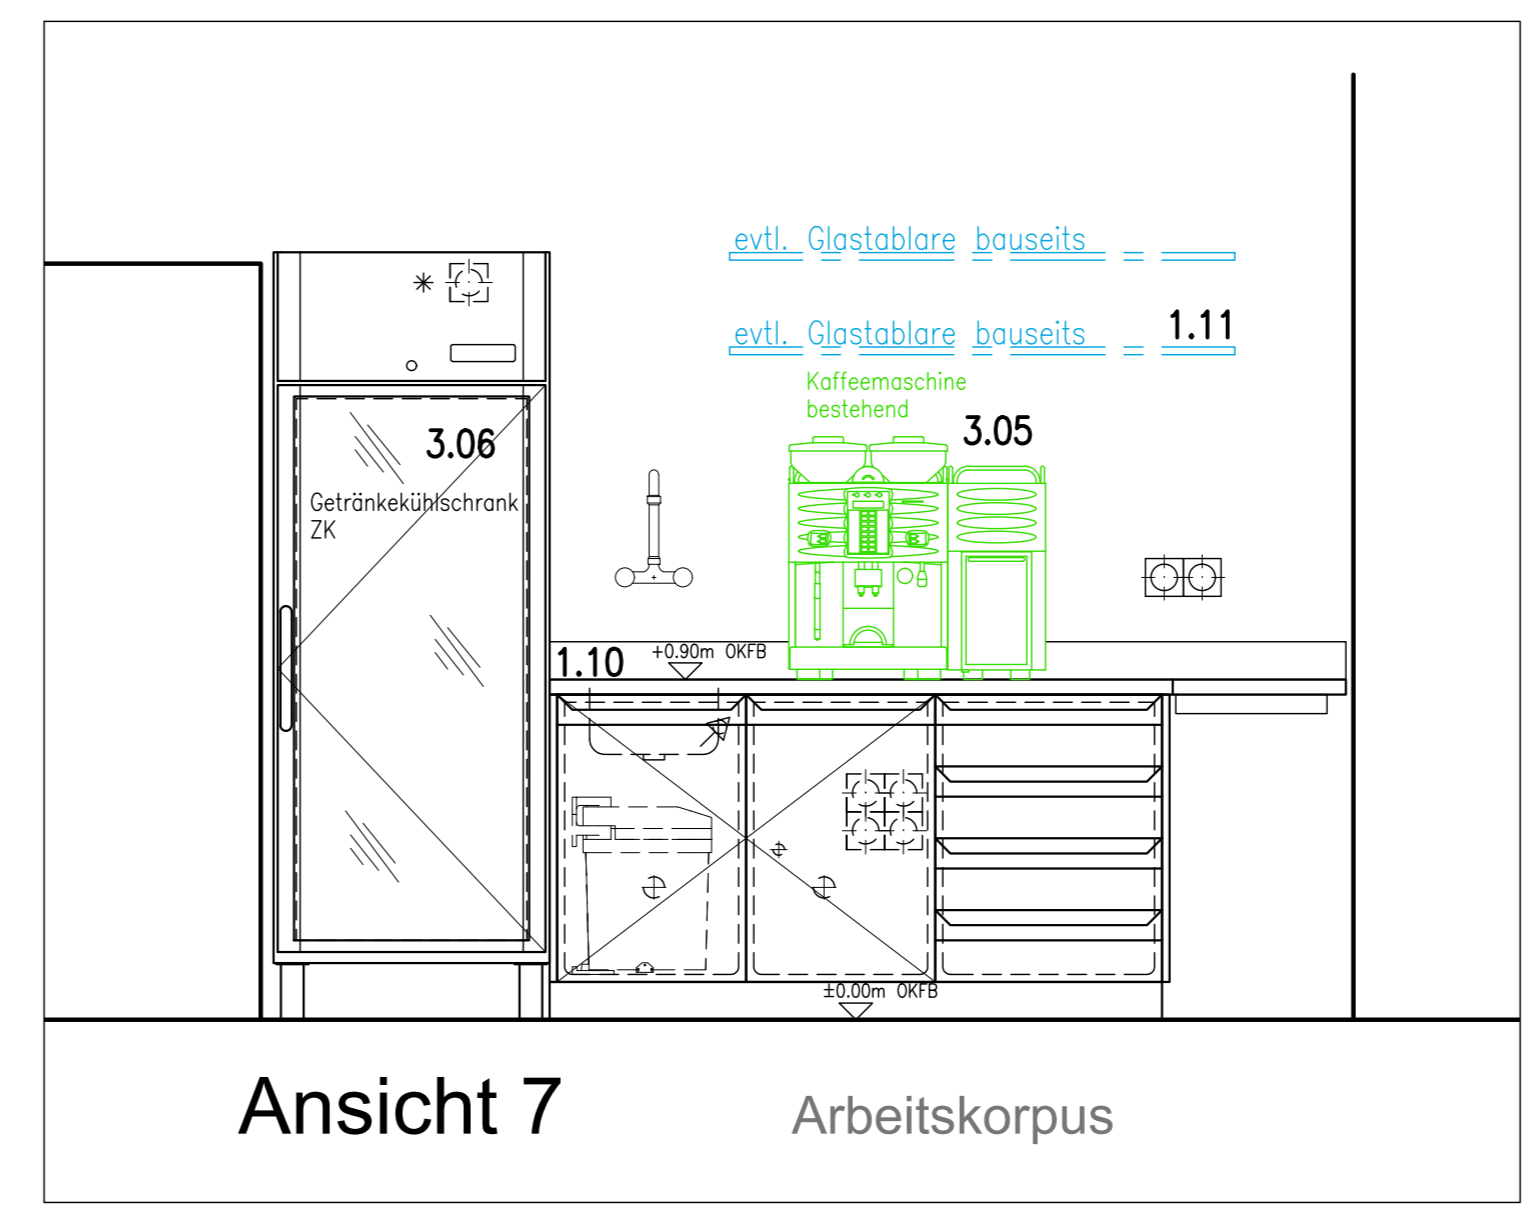 evtl. Glastablare bauseits
evtl. Glastablare bauseits
1.11
Kaffeemaschine
bestehend
3.05
3.06
Getränkekühlschrank
ZK
1.10
+0.90m OKFB
±0.00m OKFB
Ansicht 7
Arbeitskorpus